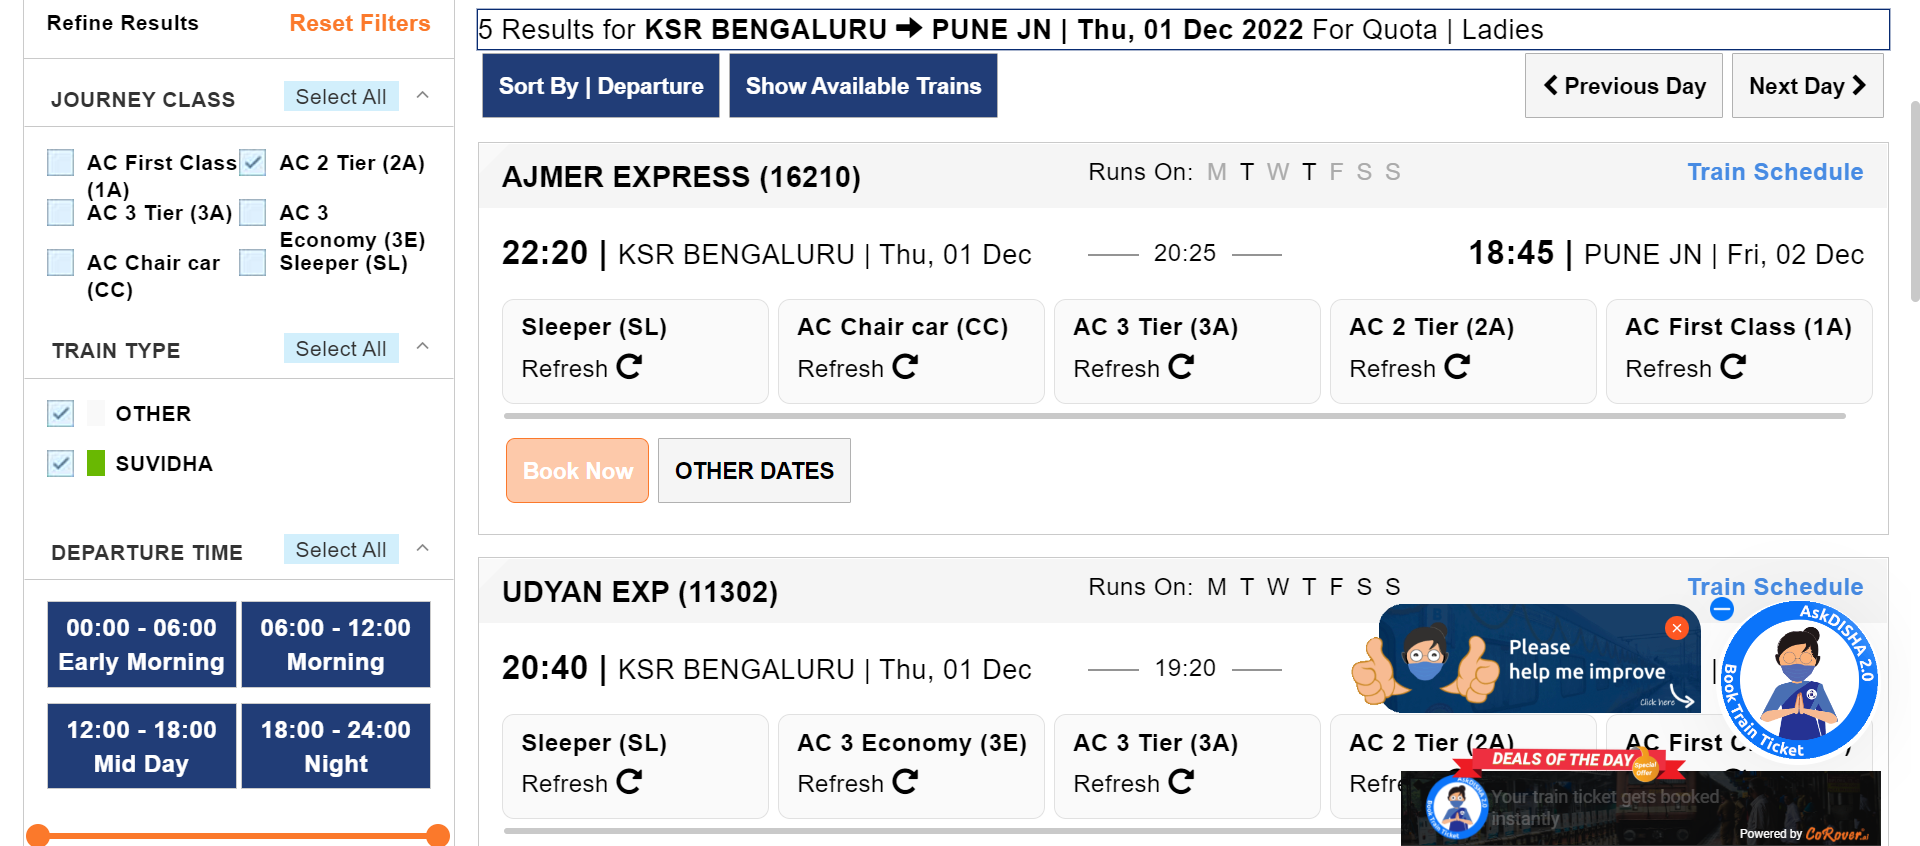 Refine Results
Reset Filters
JOURNEY CLASS
Select All
AC First Class (1A)
AC 2 Tier (2A)
AC 3 Tier (3A)
AC 3 Economy (3E)
AC Chair car (CC)
Sleeper (SL)
TRAIN TYPE
Select All
OTHER
SUVIDHA
DEPARTURE TIME
Select All
00:00 - 06:00
Early Morning
06:00 - 12:00
Morning
12:00 - 18:00
Mid Day
18:00 - 24:00
Night
5 Results for KSR BENGALURU PUNE JN | Thu, 01 Dec 2022 For Quota | Ladies
Sort By | Departure
Show Available Trains
Previous Day
Next Day
AJMER EXPRESS (16210)
Runs On: M T W T F S S
Train Schedule
22:20 | KSR BENGALURU | Thu, 01 Dec
20:25
18:45 | PUNE JN | Fri, 02 Dec
Sleeper (SL)
Refresh
AC Chair car (CC)
Refresh
AC 3 Tier (3A)
Refresh
AC 2 Tier (2A)
Refresh
AC First Class (1A)
Refresh
Book Now
OTHER DATES
UDYAN EXP (11302)
Runs On: M T W T F S S
Train Schedule
20:40 | KSR BENGALURU | Thu, 01 Dec
19:20
Sleeper (SL)
Refresh
AC 3 Economy (3E)
Refresh
AC 3 Tier (3A)
Refresh
AC 2 Tier (2A)
AC First
Please
help me improve
Click here
AskDISHA 2.0
Book Train Ticket
DEALS OF THE DAY
Special
Offer
AskDISHA 2.0
Book Train Ticket
Your train ticket gets booked
instantly
Powered by CoRover.ai